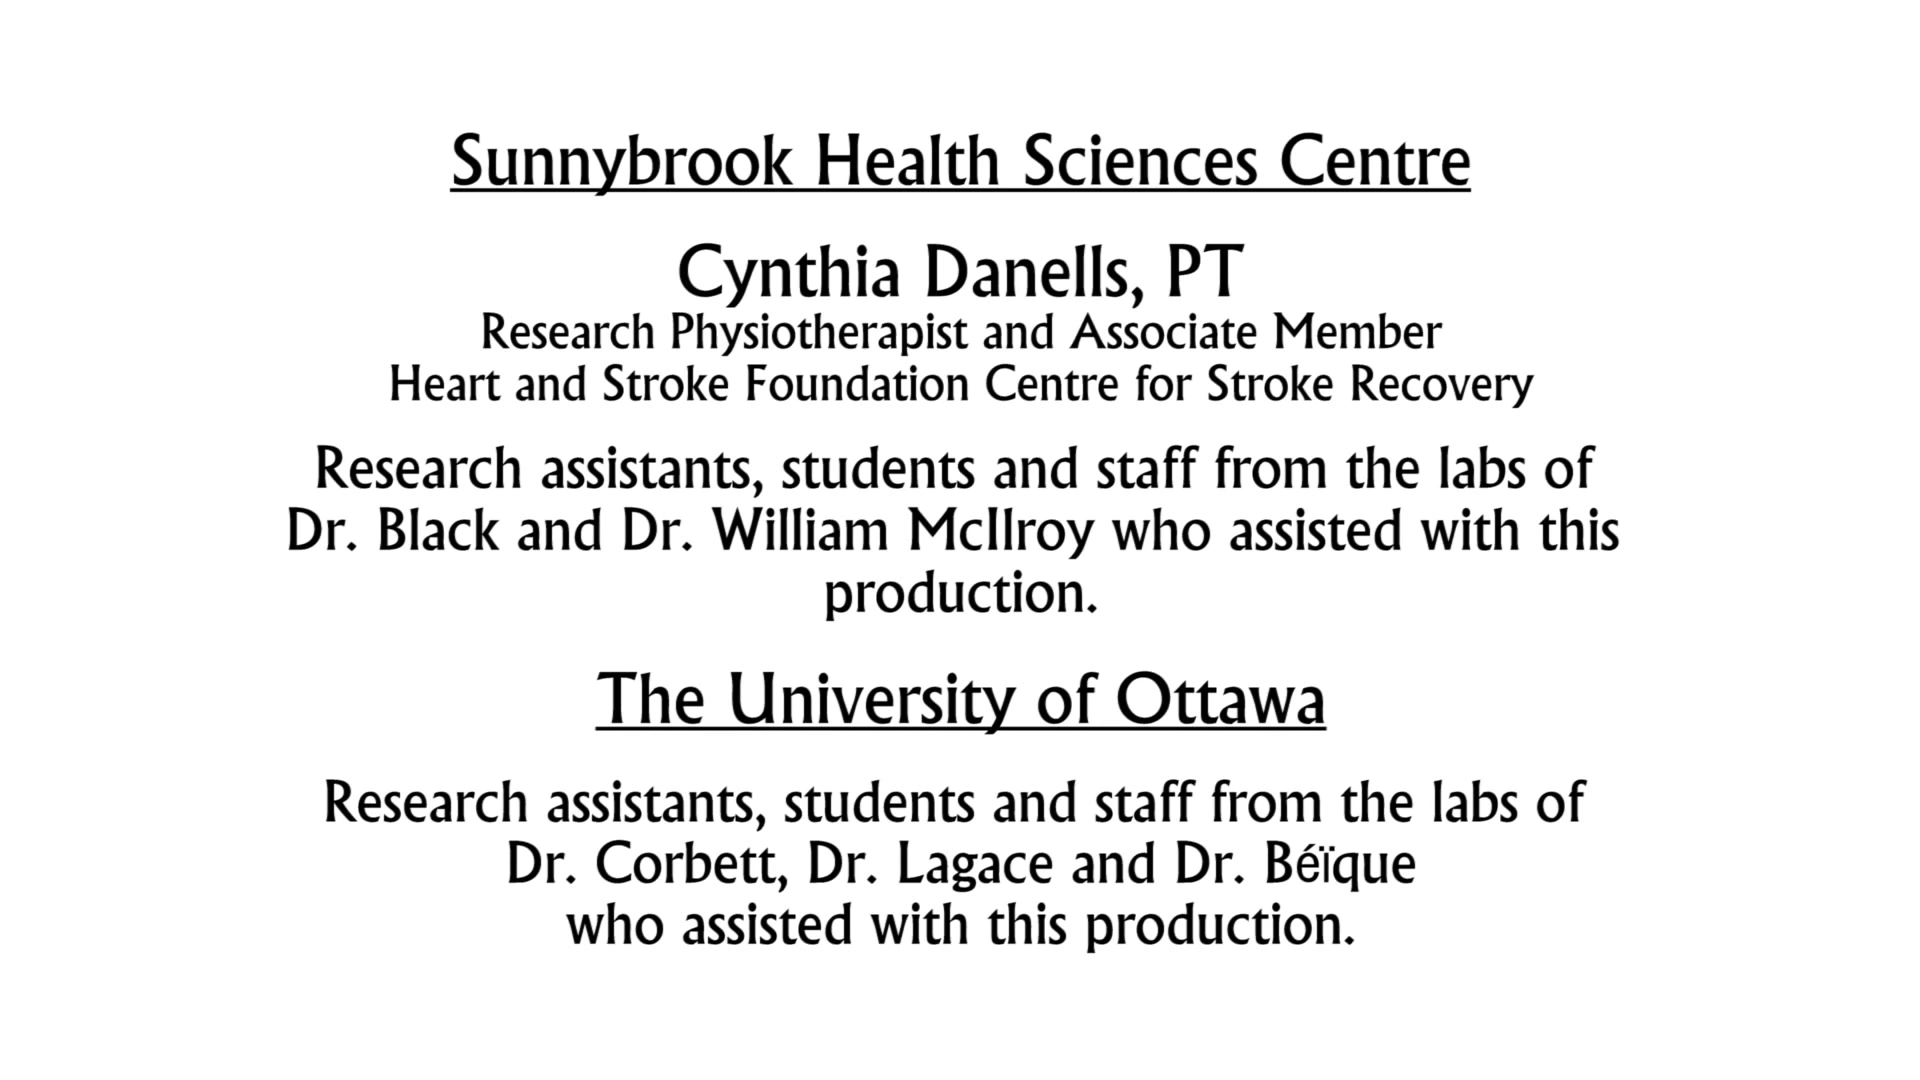 Sunnybrook Health Sciences Centre
Cynthia Danells, PT
Research Physiotherapist and Associate Member
Heart and Stroke Foundation Centre for Stroke Recovery
Research assistants, students and staff from the labs of
Dr. Black and Dr. William McIlroy who assisted with this
production.
The University of Ottawa
Research assistants, students and staff from the labs of
Dr. Corbett, Dr. Lagace and Dr. Béïque
who assisted with this production.